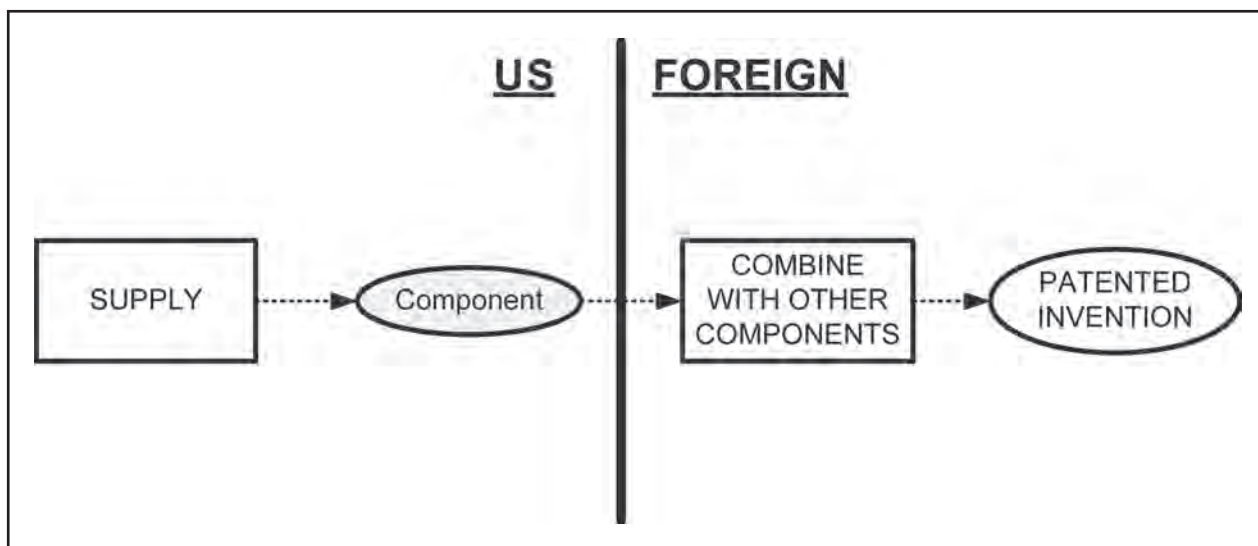 US
FOREIGN
SUPPLY
Component
COMBINE
WITH OTHER
COMPONENTS
PATENTED
INVENTION